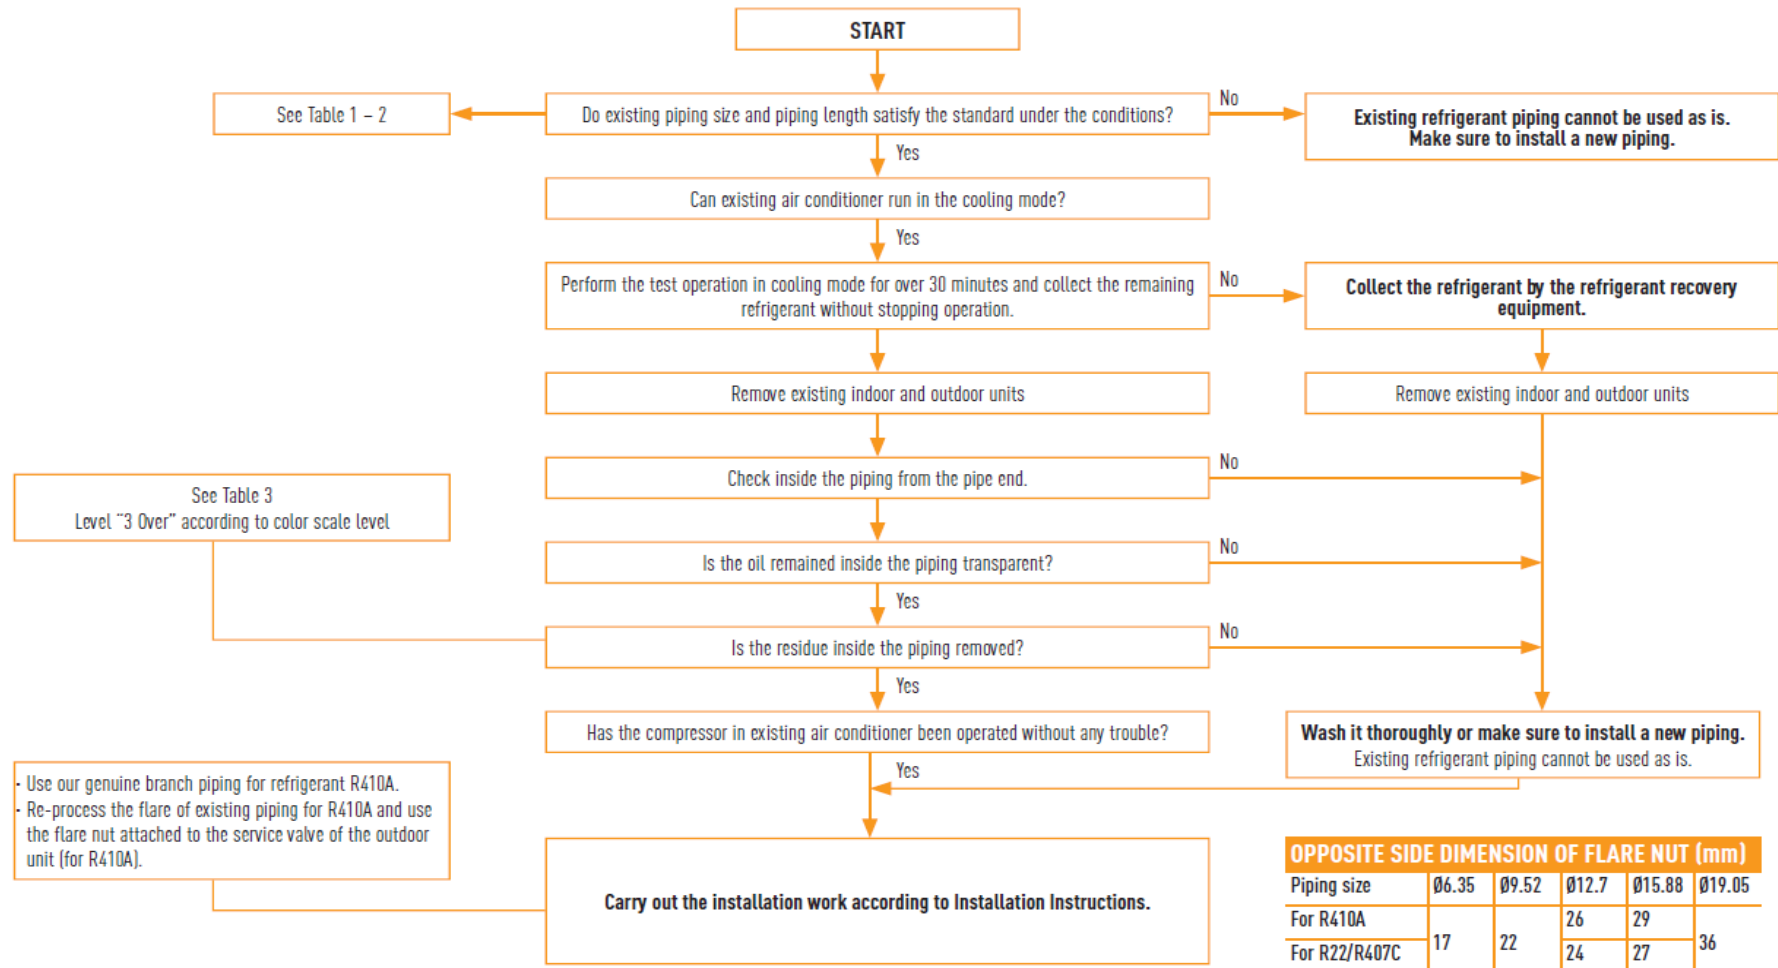 START
See Table 1 – 2
Do existing piping size and piping length satisfy the standard under the conditions?
No
Existing refrigerant piping cannot be used as is.
Make sure to install a new piping.
Yes
Can existing air conditioner run in the cooling mode?
Yes
Perform the test operation in cooling mode for over 30 minutes and collect the remaining
refrigerant without stopping operation.
No
Collect the refrigerant by the refrigerant recovery
equipment.
Remove existing indoor and outdoor units
Remove existing indoor and outdoor units
Check inside the piping from the pipe end.
No
See Table 3
Level "3 Over" according to color scale level
Is the oil remained inside the piping transparent?
No
Yes
Is the residue inside the piping removed?
No
Yes
Has the compressor in existing air conditioner been operated without any trouble?
Wash it thoroughly or make sure to install a new piping.
Existing refrigerant piping cannot be used as is.
Yes
· Use our genuine branch piping for refrigerant R410A.
· Re-process the flare of existing piping for R410A and use
the flare nut attached to the service valve of the outdoor
unit (for R410A).
Carry out the installation work according to Installation Instructions.
OPPOSITE SIDE DIMENSION OF FLARE NUT (mm)
Piping size Ø6.35 Ø9.52 Ø12.7 Ø15.88 Ø19.05
For R410A 17 22 26 29 36
For R22/R407C 24 27